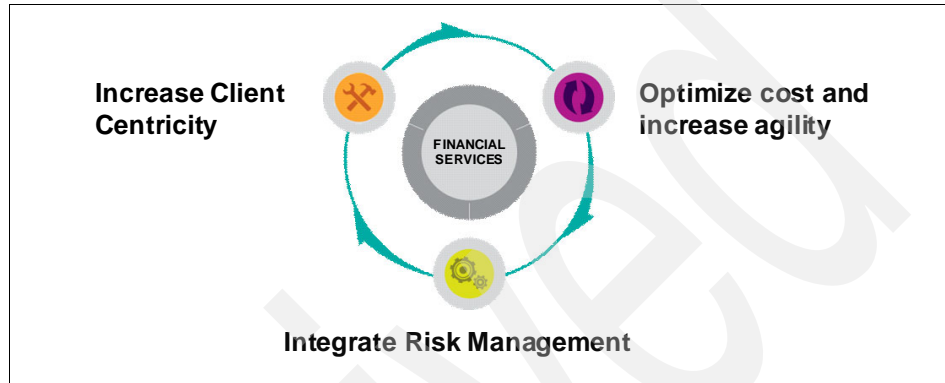 Increase Client
Centricity
FINANCIAL
SERVICES
Optimize cost and
increase agility
Integrate Risk Management